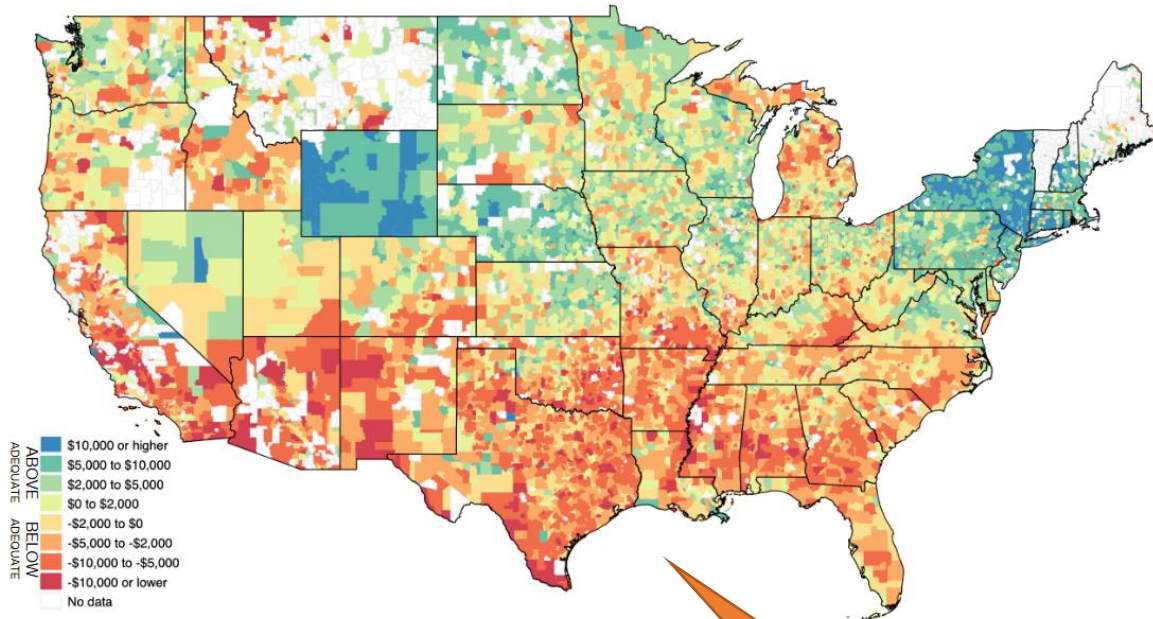 ABOVE
ADEQUATE
BELOW
ADEQUATE
$10,000 or higher
$5,000 to $10,000
$2,000 to $5,000
$0 to $2,000
-$2,000 to $0
-$5,000 to -$2,000
-$10,000 to -$5,000
-$10,000 or lower
No data